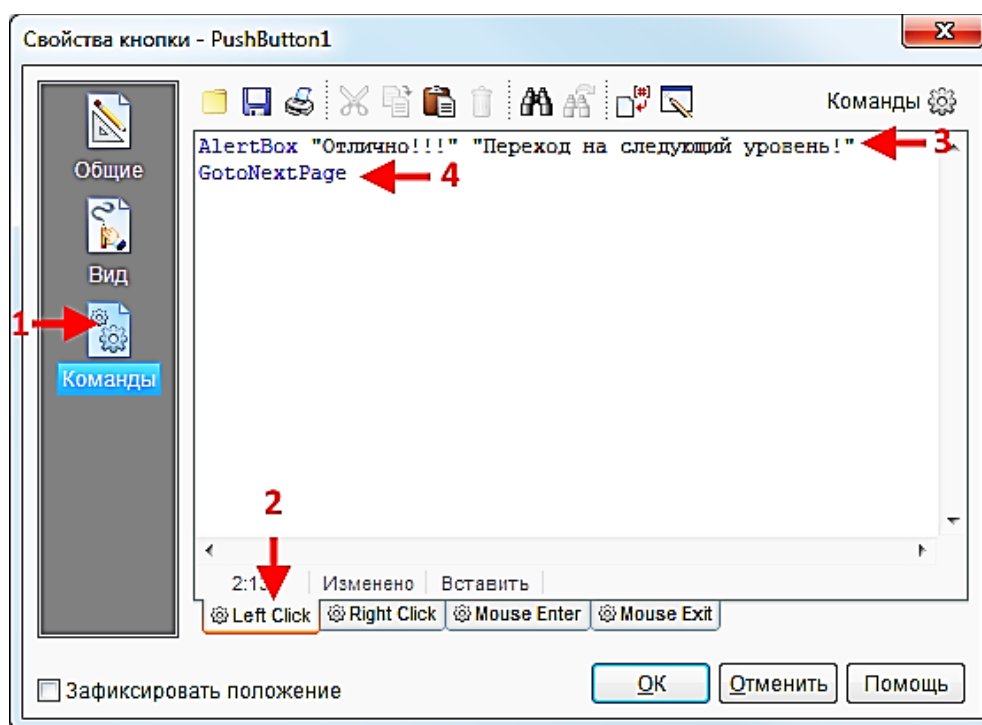 Свойства кнопки - PushButton1
Команды
Общие
AlertBox "Отлично!!!" "Переход на следующий уровень!" 3
GotoNextPage 4
Вид
1
Команды
2
Изменено Вставить
Left Click Right Click Mouse Enter Mouse Exit
Зафиксировать положение
OK Отменить Помощь